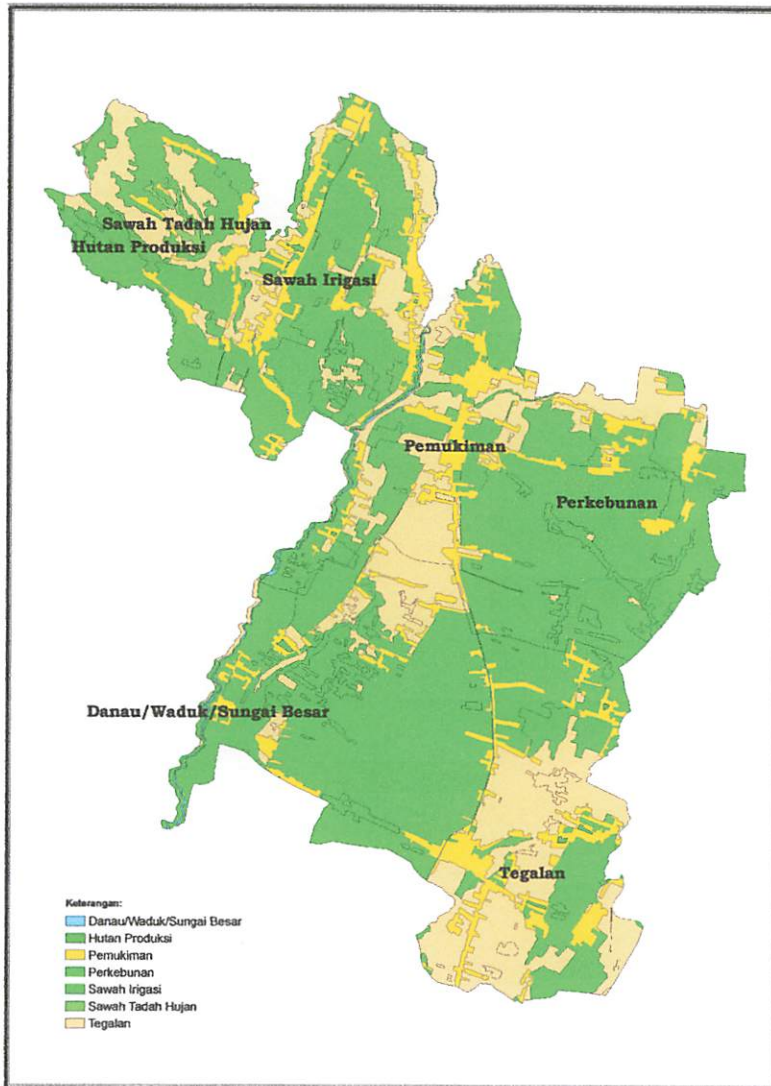 Sawah Tadah Hujan
Hutan Produksi
Sawah Irigasi
Pemukiman
Perkebunan
Danau/Waduk/Sungai Besar
Tegalan
Keterangan:
Danau/Waduk/Sungai Besar
Hutan Produksi
Pemukiman
Perkebunan
Sawah Irigasi
Sawah Tadah Hujan
Tegalan